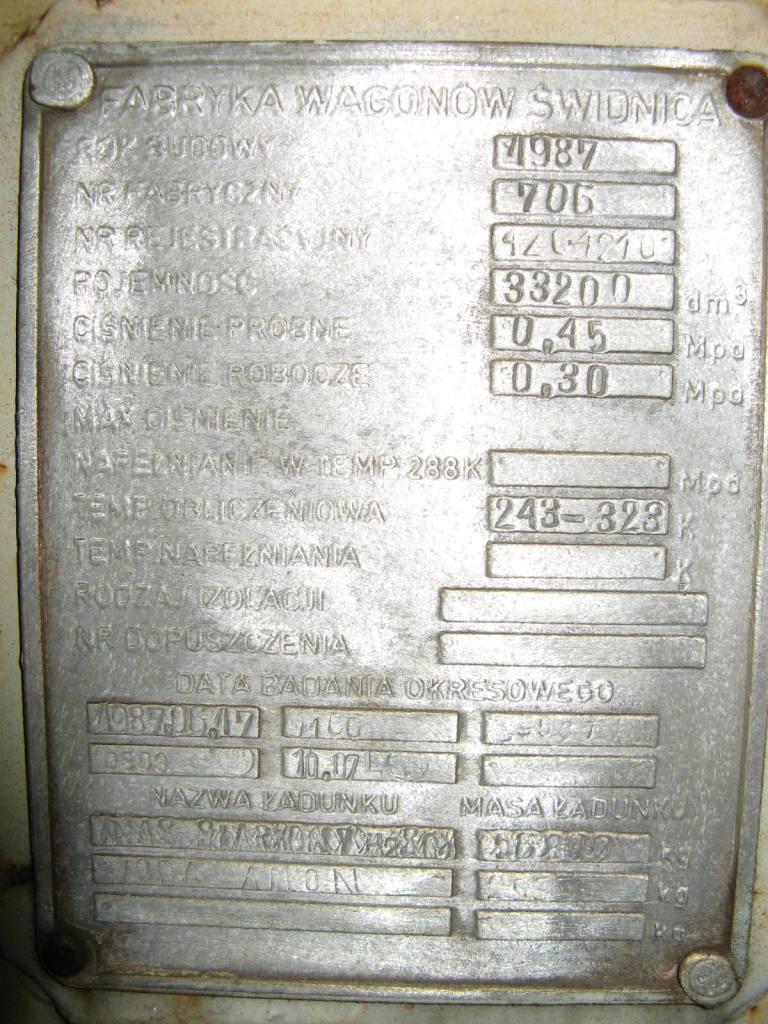 FABRYKA WAGONÓW ŚWIDNICA
ROK BUDOWY 1987
NR FABRYCZNY 706
NR REJESTRACYJNY
POJEMNOŚĆ 33200 dm³
CIŚNIENIE PRÓBNE 0,45 Mpa
CIŚNIENIE ROBOCZE 0,30 Mpa
MAX CIŚNIENIE
NAPEŁNIANIE W TEMP. 288K Mpa
TEMP. OBLICZENIOWA 243-323 K
TEMP. NAPEŁNIANIA K
RODZAJ IZOLACJI
NR DOPUSZCZENIA
DATA BADANIA OKRESOWEGO
10.07
NAZWA ŁADUNKU MASA ŁADUNKU
kg
kg
kg